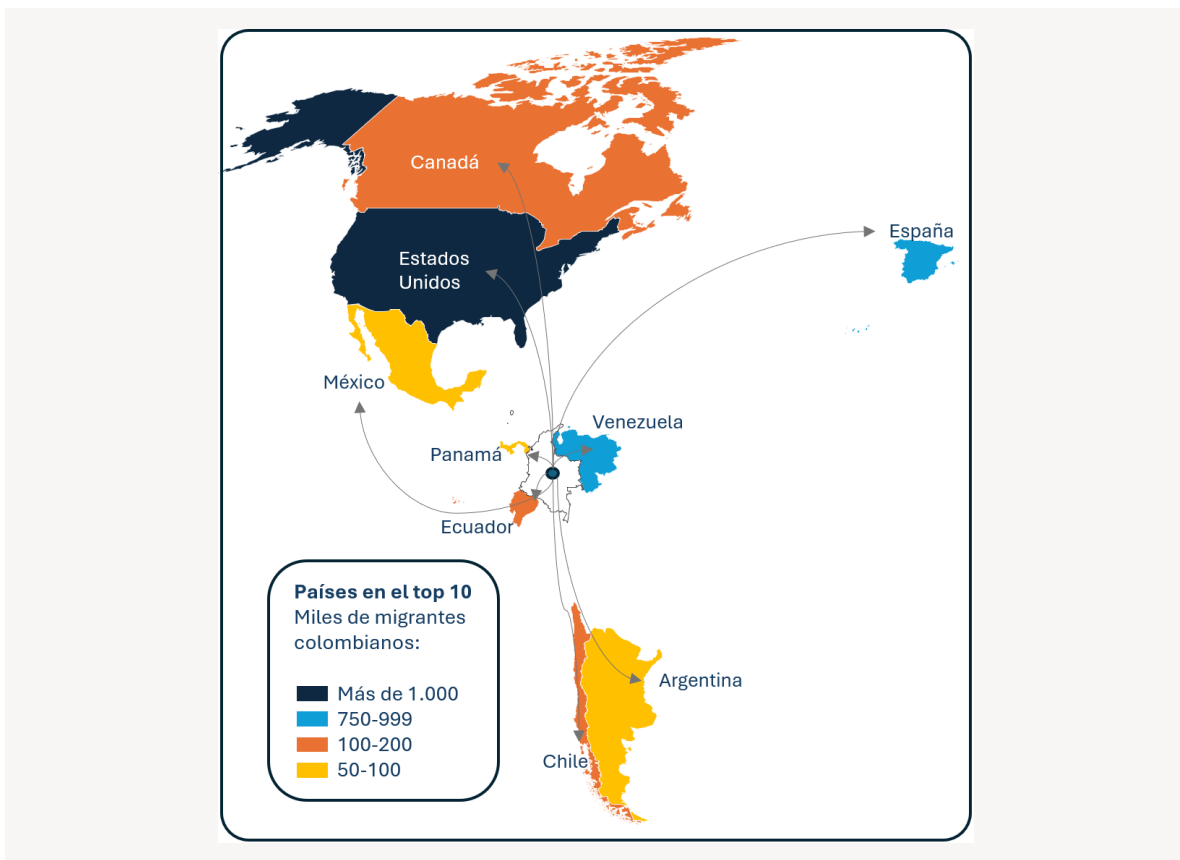 Canadá
España
Estados
Unidos
México
Venezuela
Panamá
Ecuador
Países en el top 10
Miles de migrantes
colombianos:
Más de 1.000
750-999
100-200
50-100
Argentina
Chile